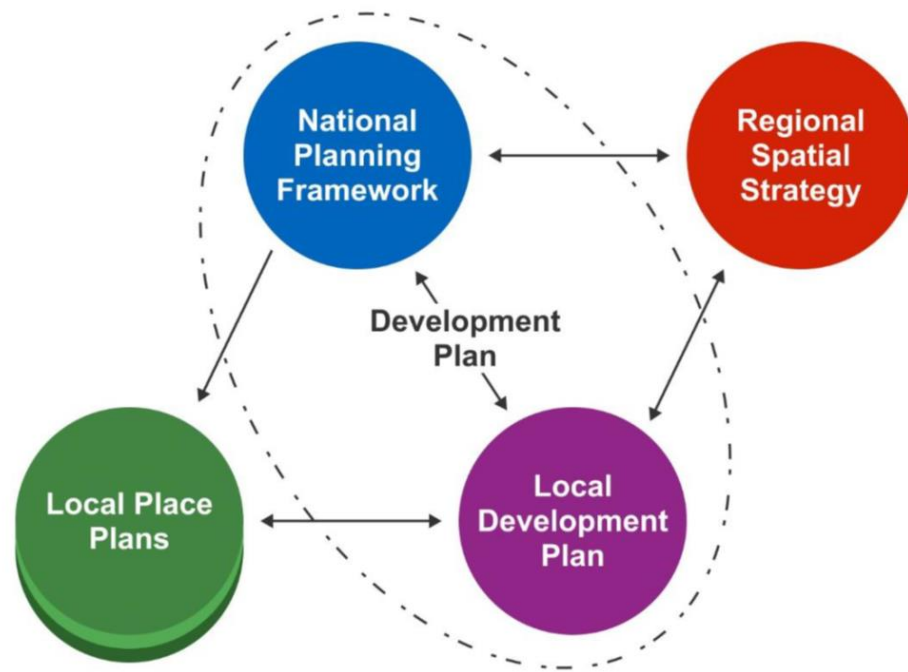 National
Planning
Framework
Regional
Spatial
Strategy
Development
Plan
Local Place
Plans
Local
Development
Plan